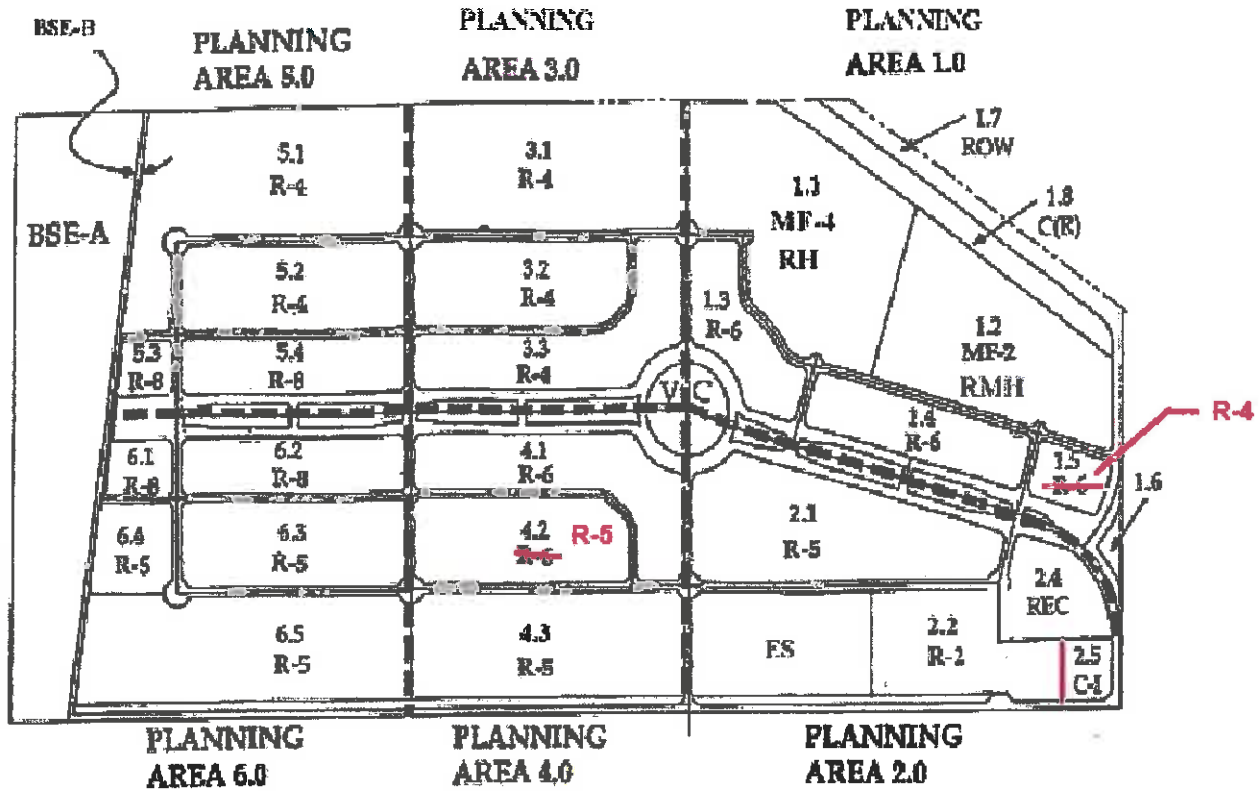 BSE-B
PLANNING
AREA 5.0
PLANNING
AREA 3.0
PLANNING
AREA 1.0
1.7
ROW
1.8
C(R)
BSE-A
5.1
R-4
3.1
R-4
1.1
MF-4
RH
5.2
R-4
3.2
R-4
1.3
R-6
1.2
MF-2
RMH
5.3
R-8
5.4
R-8
3.3
R-4
V C
1.4
R-6
R-4
1.5
1.6
6.1
R-8
6.2
R-8
4.1
R-6
2.1
R-5
6.4
R-5
6.3
R-5
4.2
R-5
2.4
REC
6.5
R-5
4.3
R-5
ES
2.2
2.5
PLANNING
AREA 6.0
PLANNING
AREA 4.0
PLANNING
AREA 2.0